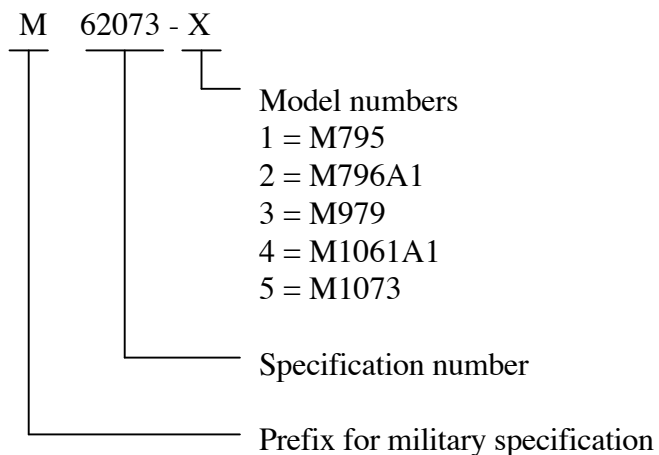 M 62073 - X
Model numbers
1 = M795
2 = M796A1
3 = M979
4 = M1061A1
5 = M1073
Specification number
Prefix for military specification